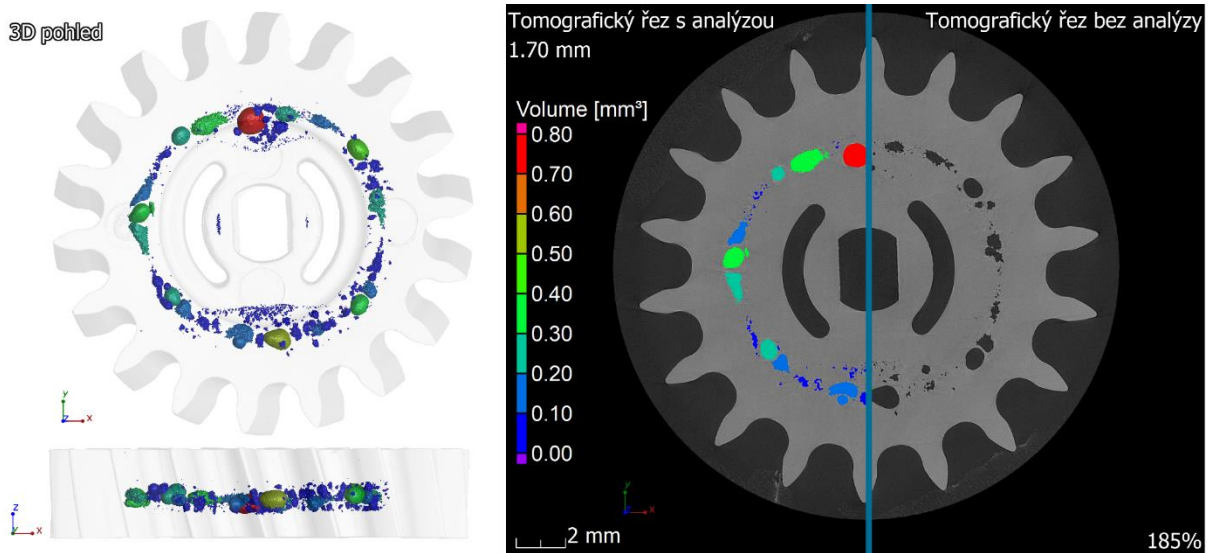 3D pohled
y
z
x
z
y
x
Tomografický řez s analýzou
1.70 mm
Volume [mm³]
0.80
0.70
0.60
0.50
0.40
0.30
0.20
0.10
0.00
2 mm
Tomografický řez bez analýzy
y
z
x
185%